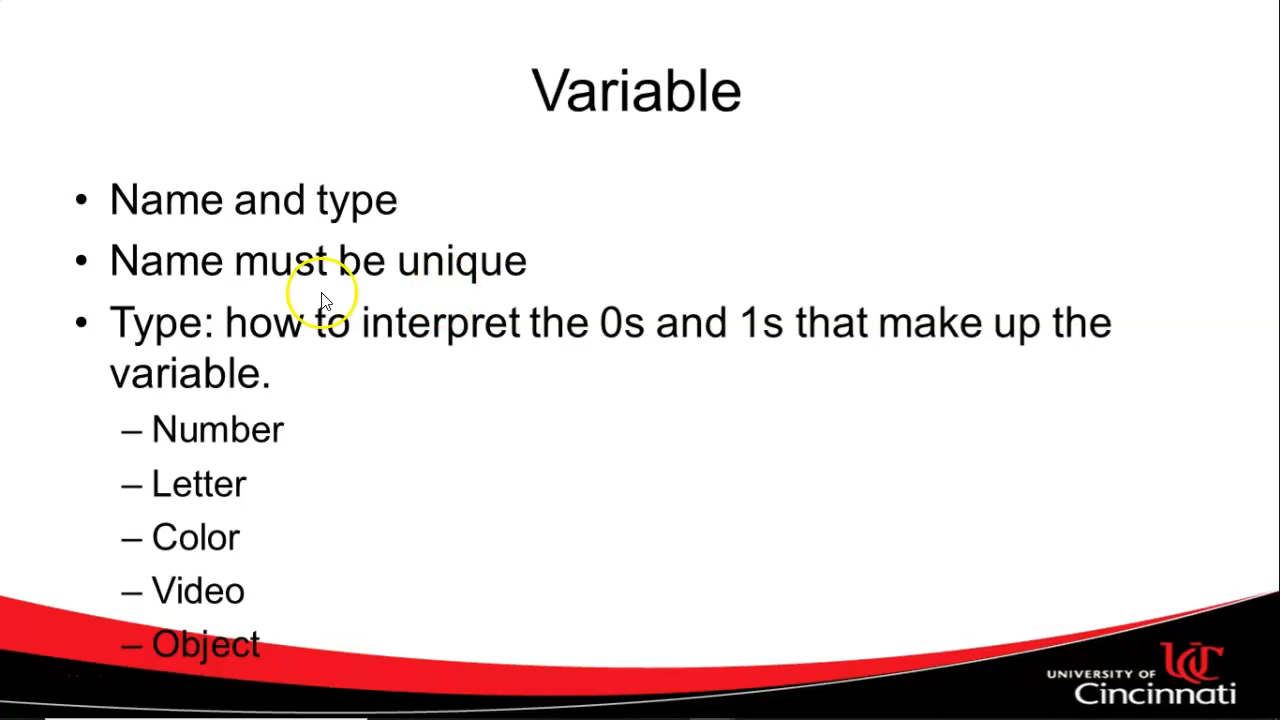 Variable
• Name and type
• Name must be unique
• Type: how to interpret the 0s and 1s that make up the
variable.
– Number
– Letter
– Color
– Video
– Object
UC
UNIVERSITY OF
Cincinnati